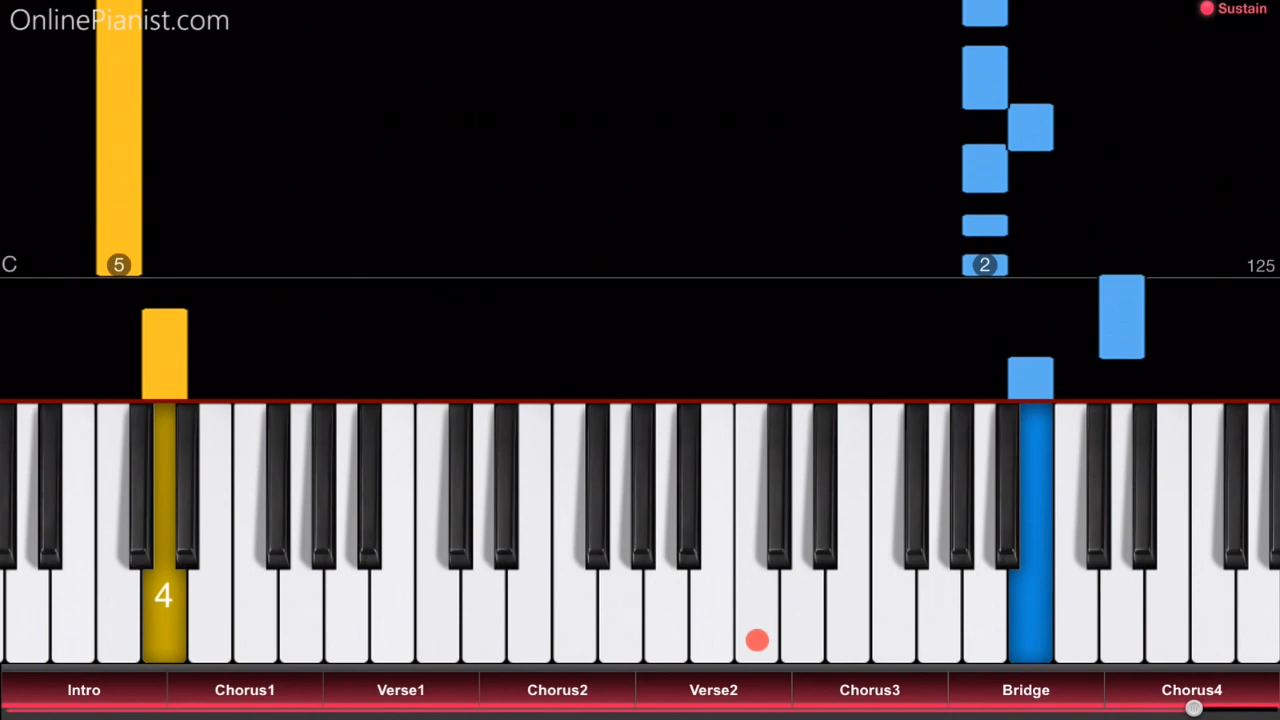 OnlinePianist.com
Sustain
C
5
2
125
4
Intro
Chorus1
Verse1
Chorus2
Verse2
Chorus3
Bridge
Chorus4